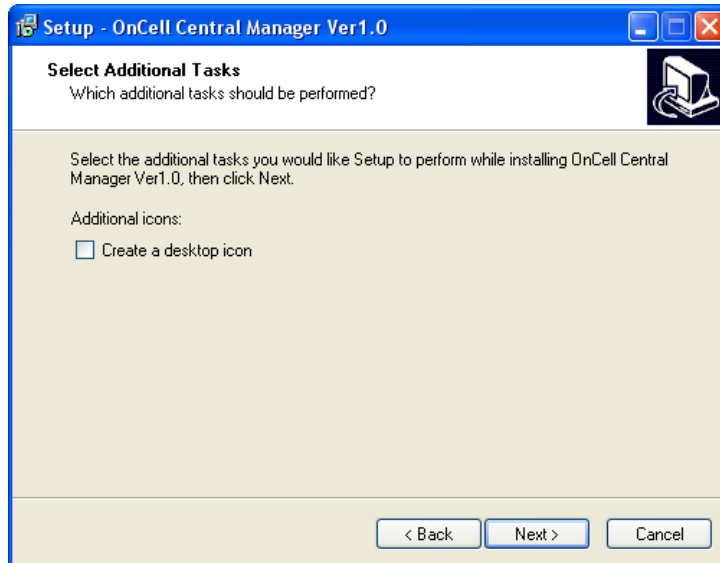 Setup - OnCell Central Manager Ver1.0
Select Additional Tasks
Which additional tasks should be performed?
Select the additional tasks you would like Setup to perform while installing OnCell Central
Manager Ver1.0, then click Next.
Additional icons:
Create a desktop icon
< Back
Next >
Cancel